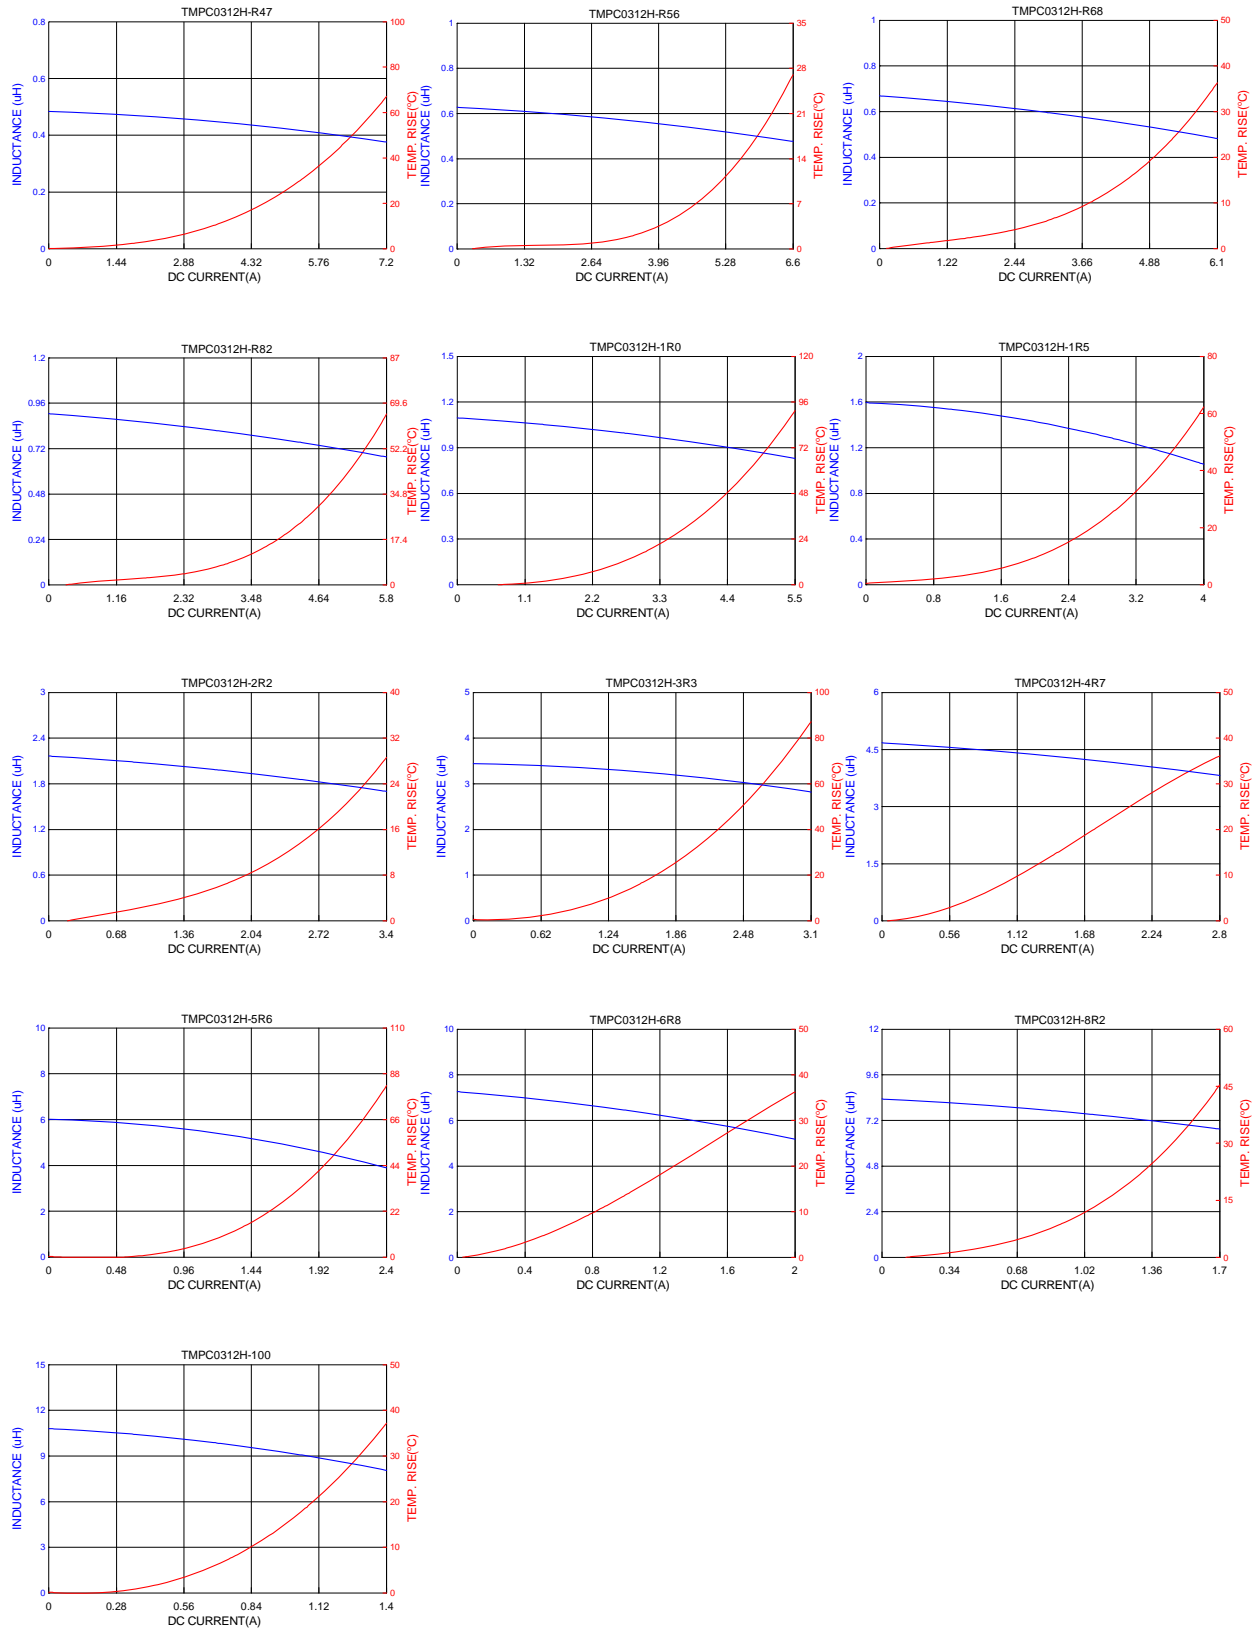 TMPC0312H-R47
0.8
0.6
0.4
0.2
0
100
80
60
40
20
0
0 1.44 2.88 4.32 5.76 7.2
INDUCTANCE (uH)
TEMP. RISE(°C)
DC CURRENT(A)
TMPC0312H-R56
1
0.8
0.6
0.4
0.2
0
35
28
21
14
7
0
0 1.32 2.64 3.96 5.28 6.6
INDUCTANCE (uH)
TEMP. RISE(°C)
DC CURRENT(A)
TMPC0312H-R68
1
0.8
0.6
0.4
0.2
0
50
40
30
20
10
0
0 1.22 2.44 3.66 4.88 6.1
INDUCTANCE (uH)
TEMP. RISE(°C)
DC CURRENT(A)
TMPC0312H-R82
1.2
0.96
0.72
0.48
0.24
0
87
69.6
52.2
34.8
17.4
0
0 1.16 2.32 3.48 4.64 5.8
INDUCTANCE (uH)
TEMP. RISE(°C)
DC CURRENT(A)
TMPC0312H-1R0
1.5
1.2
0.9
0.6
0.3
0
120
96
72
48
24
0
0 1.1 2.2 3.3 4.4 5.5
INDUCTANCE (uH)
TEMP. RISE(°C)
DC CURRENT(A)
TMPC0312H-1R5
2
1.6
1.2
0.8
0.4
0
80
60
40
20
0
0 0.8 1.6 2.4 3.2 4
INDUCTANCE (uH)
TEMP. RISE(°C)
DC CURRENT(A)
TMPC0312H-2R2
3
2.4
1.8
1.2
0.6
0
40
32
24
16
8
0
0 0.68 1.36 2.04 2.72 3.4
INDUCTANCE (uH)
TEMP. RISE(°C)
DC CURRENT(A)
TMPC0312H-3R3
5
4
3
2
1
0
100
80
60
40
20
0
0 0.62 1.24 1.86 2.48 3.1
INDUCTANCE (uH)
TEMP. RISE(°C)
DC CURRENT(A)
TMPC0312H-4R7
6
4.5
3
1.5
0
50
40
30
20
10
0
0 0.56 1.12 1.68 2.24 2.8
INDUCTANCE (uH)
TEMP. RISE(°C)
DC CURRENT(A)
TMPC0312H-5R6
10
8
6
4
2
0
110
88
66
44
22
0
0 0.48 0.96 1.44 1.92 2.4
INDUCTANCE (uH)
TEMP. RISE(°C)
DC CURRENT(A)
TMPC0312H-6R8
10
8
6
4
2
0
50
40
30
20
10
0
0 0.4 0.8 1.2 1.6 2
INDUCTANCE (uH)
TEMP. RISE(°C)
DC CURRENT(A)
TMPC0312H-8R2
12
9.6
7.2
4.8
2.4
0
60
45
30
15
0
0 0.34 0.68 1.02 1.36 1.7
INDUCTANCE (uH)
TEMP. RISE(°C)
DC CURRENT(A)
TMPC0312H-100
15
12
9
6
3
0
50
40
30
20
10
0
0 0.28 0.56 0.84 1.12 1.4
INDUCTANCE (uH)
TEMP. RISE(°C)
DC CURRENT(A)